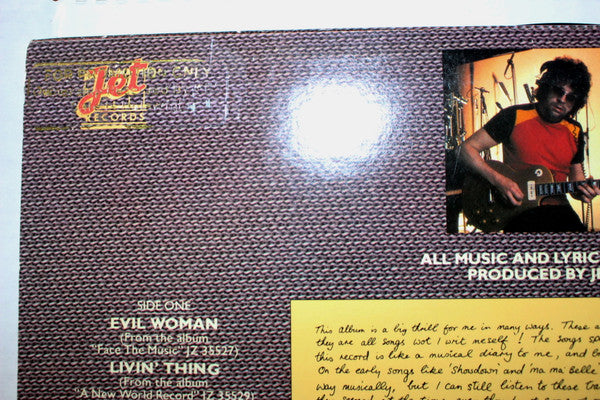 Jet
RECORDS
ALL MUSIC AND LYRIC
PRODUCED BY JE
SIDE ONE
EVIL WOMAN
(From the album
"Face The Music" JZ 35527)
LIVIN' THING
(From the album
"A New World Record" JZ 35529)
This album is a big thrill for me in many ways. These a
they are all songs wot I writ meself! The songs sp
this record is like a musical diary to me, and b
On the early songs like 'Showdown' and 'ma ma Belle'
way musically, but I can still listen to these tra